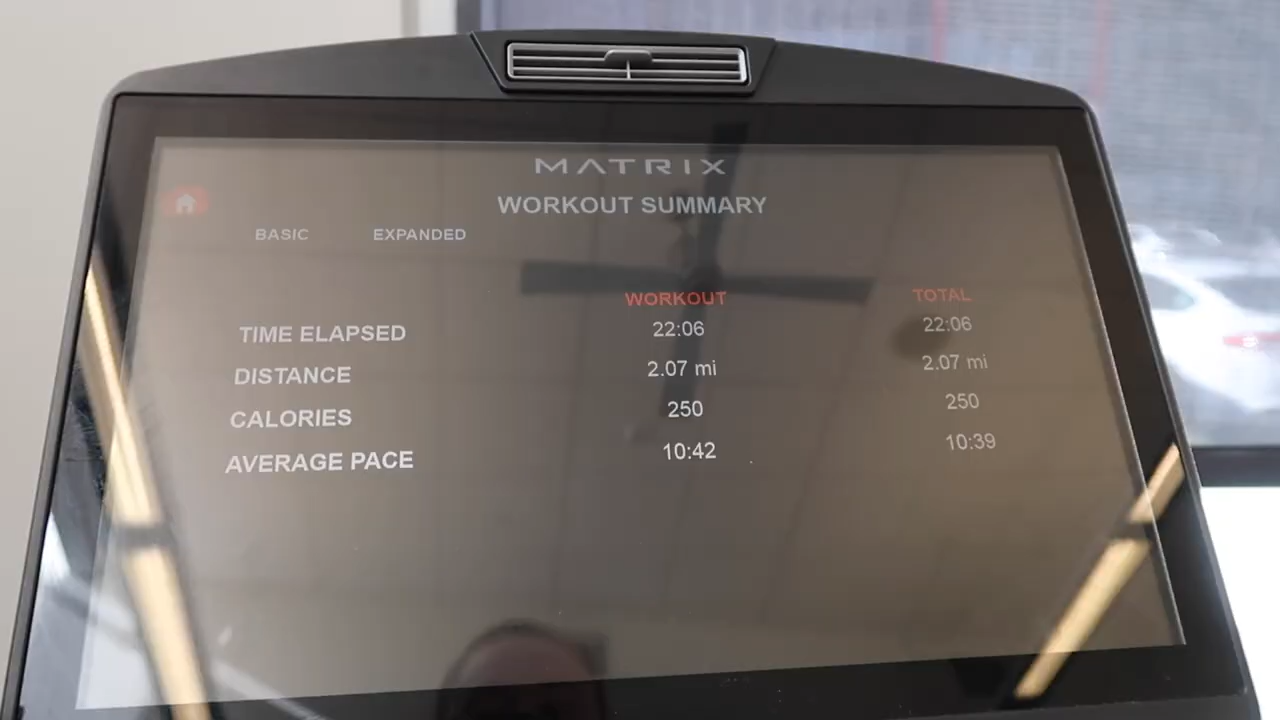 MATRIX
WORKOUT SUMMARY
BASIC EXPANDED
WORKOUT TOTAL
TIME ELAPSED 22:06 22:06
DISTANCE 2.07 mi 2.07 mi
CALORIES 250 250
AVERAGE PACE 10:42 10:39